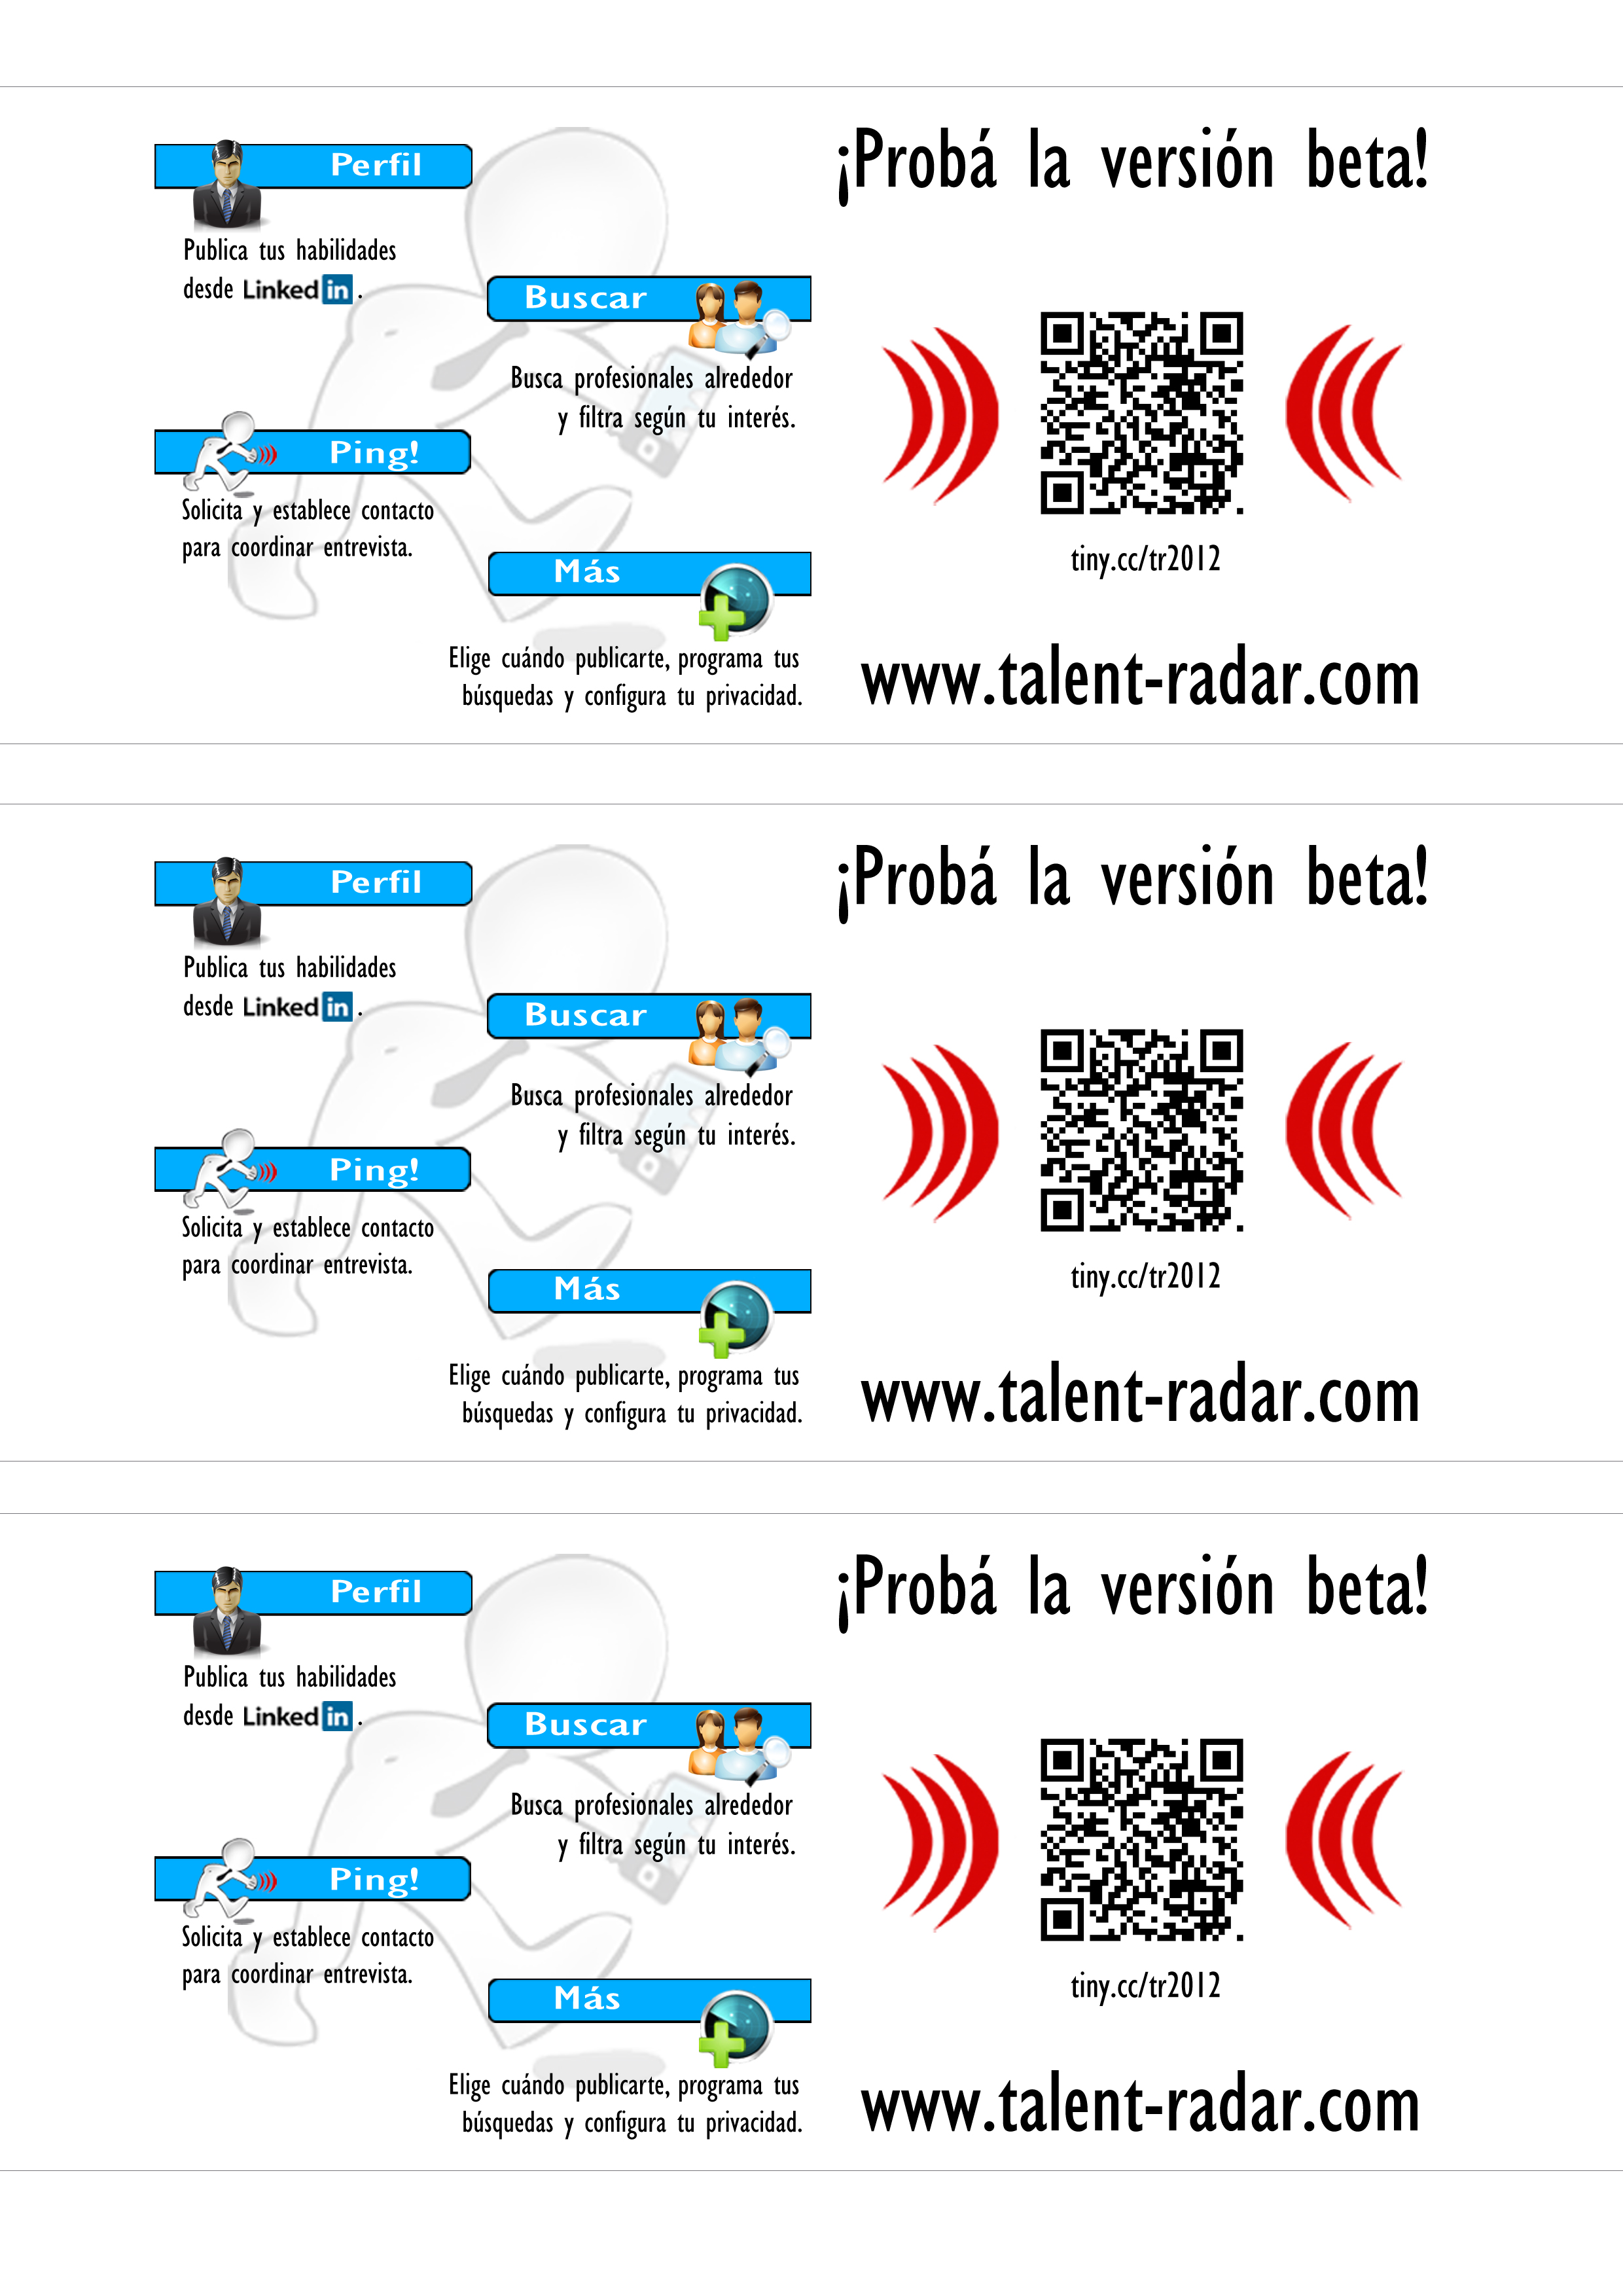 Perfil
Publica tus habilidades
desde Linked in.
Buscar
Busca profesionales alrededor
y filtra según tu interés.
Ping!
Solicita y establece contacto
para coordinar entrevista.
Más
Elige cuándo publicarte, programa tus
búsquedas y configura tu privacidad.
¡Probá la versión beta!
tiny.cc/tr2012
www.talent-radar.com
Perfil
Publica tus habilidades
desde Linked in.
Buscar
Busca profesionales alrededor
y filtra según tu interés.
Ping!
Solicita y establece contacto
para coordinar entrevista.
Más
Elige cuándo publicarte, programa tus
búsquedas y configura tu privacidad.
¡Probá la versión beta!
tiny.cc/tr2012
www.talent-radar.com
Perfil
Publica tus habilidades
desde Linked in.
Buscar
Busca profesionales alrededor
y filtra según tu interés.
Ping!
Solicita y establece contacto
para coordinar entrevista.
Más
Elige cuándo publicarte, programa tus
búsquedas y configura tu privacidad.
¡Probá la versión beta!
tiny.cc/tr2012
www.talent-radar.com